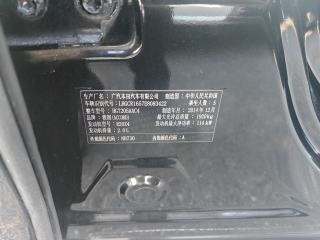 生产厂名：广汽本田汽车有限公司 制造国：中华人民共和国
车辆识别代号： 乘坐人数：5
整车型号：HG7205AAC4 制造年月：2014年12月
品牌：雅阁(ACCORD) 最大允许总质量：1920kg
发动机型号：R20Z4 发动机最大净功率：114kW
发动机排量：2.0L
外观颜色代号：NH730 内饰颜色代号：A